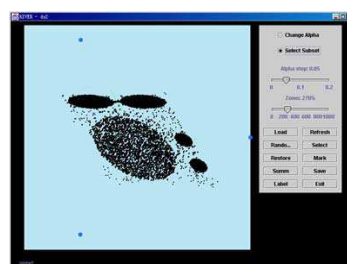 Change Alpha
Select Subset
Alpha step: 0.05
0 0.1 0.2
Zoom: 270%
0 200 400 600 800 1000
Load Refresh
Rando... Select
Restore Mark
Summ Save
Label Exit